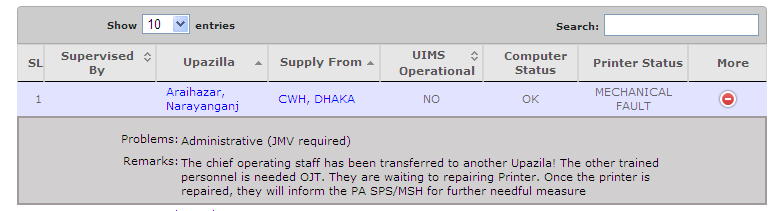 Show 10 entries Search:
SL Supervised By Upazilla Supply From UIMS Operational Computer Status Printer Status More
1 Araihazar, Narayanganj CWH, DHAKA NO OK MECHANICAL FAULT
Problems: Administrative (JMV required)
Remarks: The chief operating staff has been transferred to another Upazila! The other trained
personnel is needed OJT. They are waiting to repairing Printer. Once the printer is
repaired, they will inform the PA SPS/MSH for further needful measure